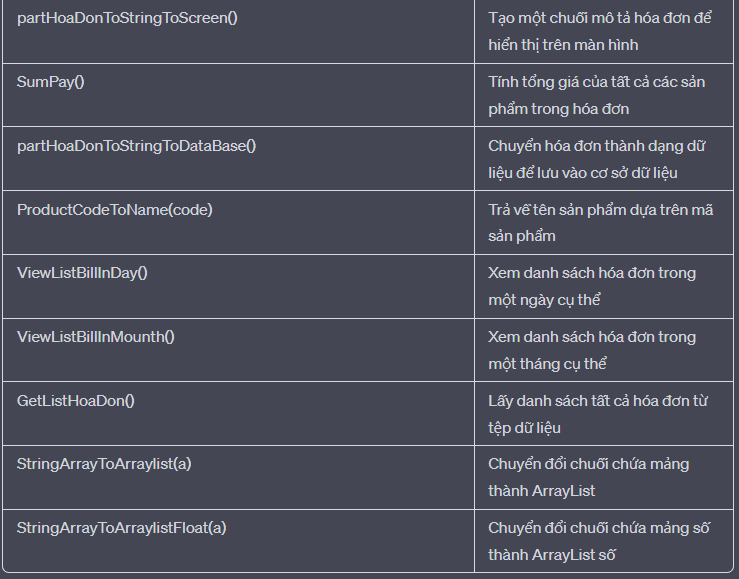 partHoaDonToStringToScreen()
Tạo một chuỗi mô tả hóa đơn để
hiển thị trên màn hình
SumPay()
Tính tổng giá của tất cả các sản
phẩm trong hóa đơn
partHoaDonToStringToDataBase()
Chuyển hóa đơn thành dạng dữ
liệu để lưu vào cơ sở dữ liệu
ProductCodeToName(code)
Trả về tên sản phẩm dựa trên mã
sản phẩm
ViewListBillInDay()
Xem danh sách hóa đơn trong
một ngày cụ thể
ViewListBillInMounth()
Xem danh sách hóa đơn trong
một tháng cụ thể
GetListHoaDon()
Lấy danh sách tất cả hóa đơn từ
tệp dữ liệu
StringArrayToArraylist(a)
Chuyển đổi chuỗi chứa mảng
thành ArrayList
StringArrayToArraylistFloat(a)
Chuyển đổi chuỗi chứa mảng số
thành ArrayList số